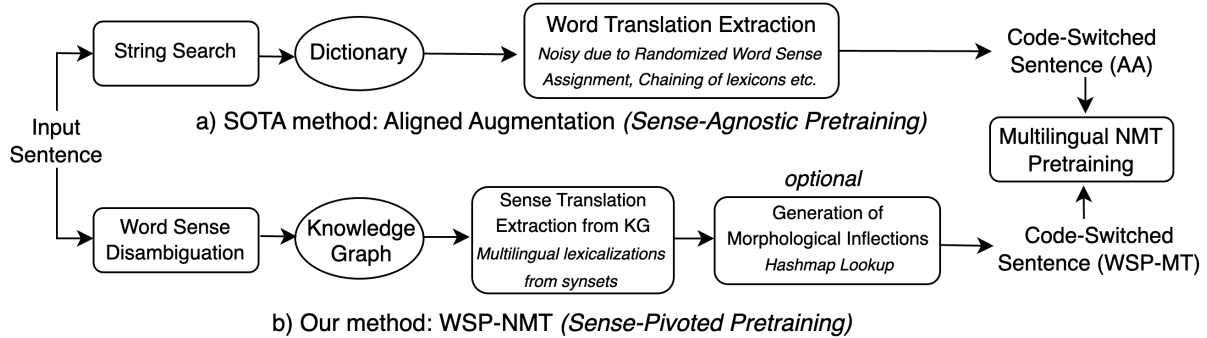 Input
Sentence
String Search
Dictionary
Word Translation Extraction
Noisy due to Randomized Word Sense
Assignment, Chaining of lexicons etc.
Code-Switched
Sentence (AA)
a) SOTA method: Aligned Augmentation (Sense-Agnostic Pretraining)
Multilingual NMT
Pretraining
Word Sense
Disambiguation
Knowledge
Graph
Sense Translation
Extraction from KG
Multilingual lexicalizations
from synsets
optional
Generation of
Morphological Inflections
Hashmap Lookup
Code-Switched
Sentence (WSP-MT)
b) Our method: WSP-NMT (Sense-Pivoted Pretraining)